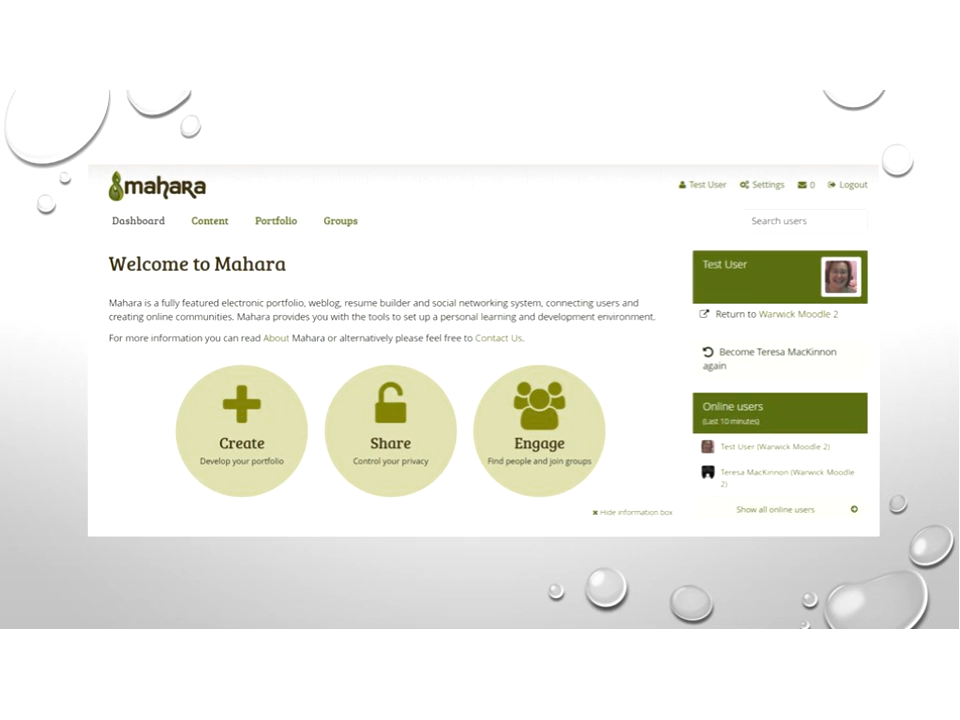 mahara
Test User Settings 0 Logout
Dashboard Content Portfolio Groups
Search users
Welcome to Mahara
Mahara is a fully featured electronic portfolio, weblog, resume builder and social networking system, connecting users and
creating online communities. Mahara provides you with the tools to set up a personal learning and development environment.
For more information you can read About Mahara or alternatively please feel free to Contact Us.
Create
Develop your portfolio
Share
Control your privacy
Engage
Find people and join groups
Hide information box
Test User
Return to Warwick Moodle 2
Become Teresa MacKinnon
again
Online users
(Last 10 minutes)
Test User (Warwick Moodle 2)
Teresa MacKinnon (Warwick Moodle
2)
Show all online users